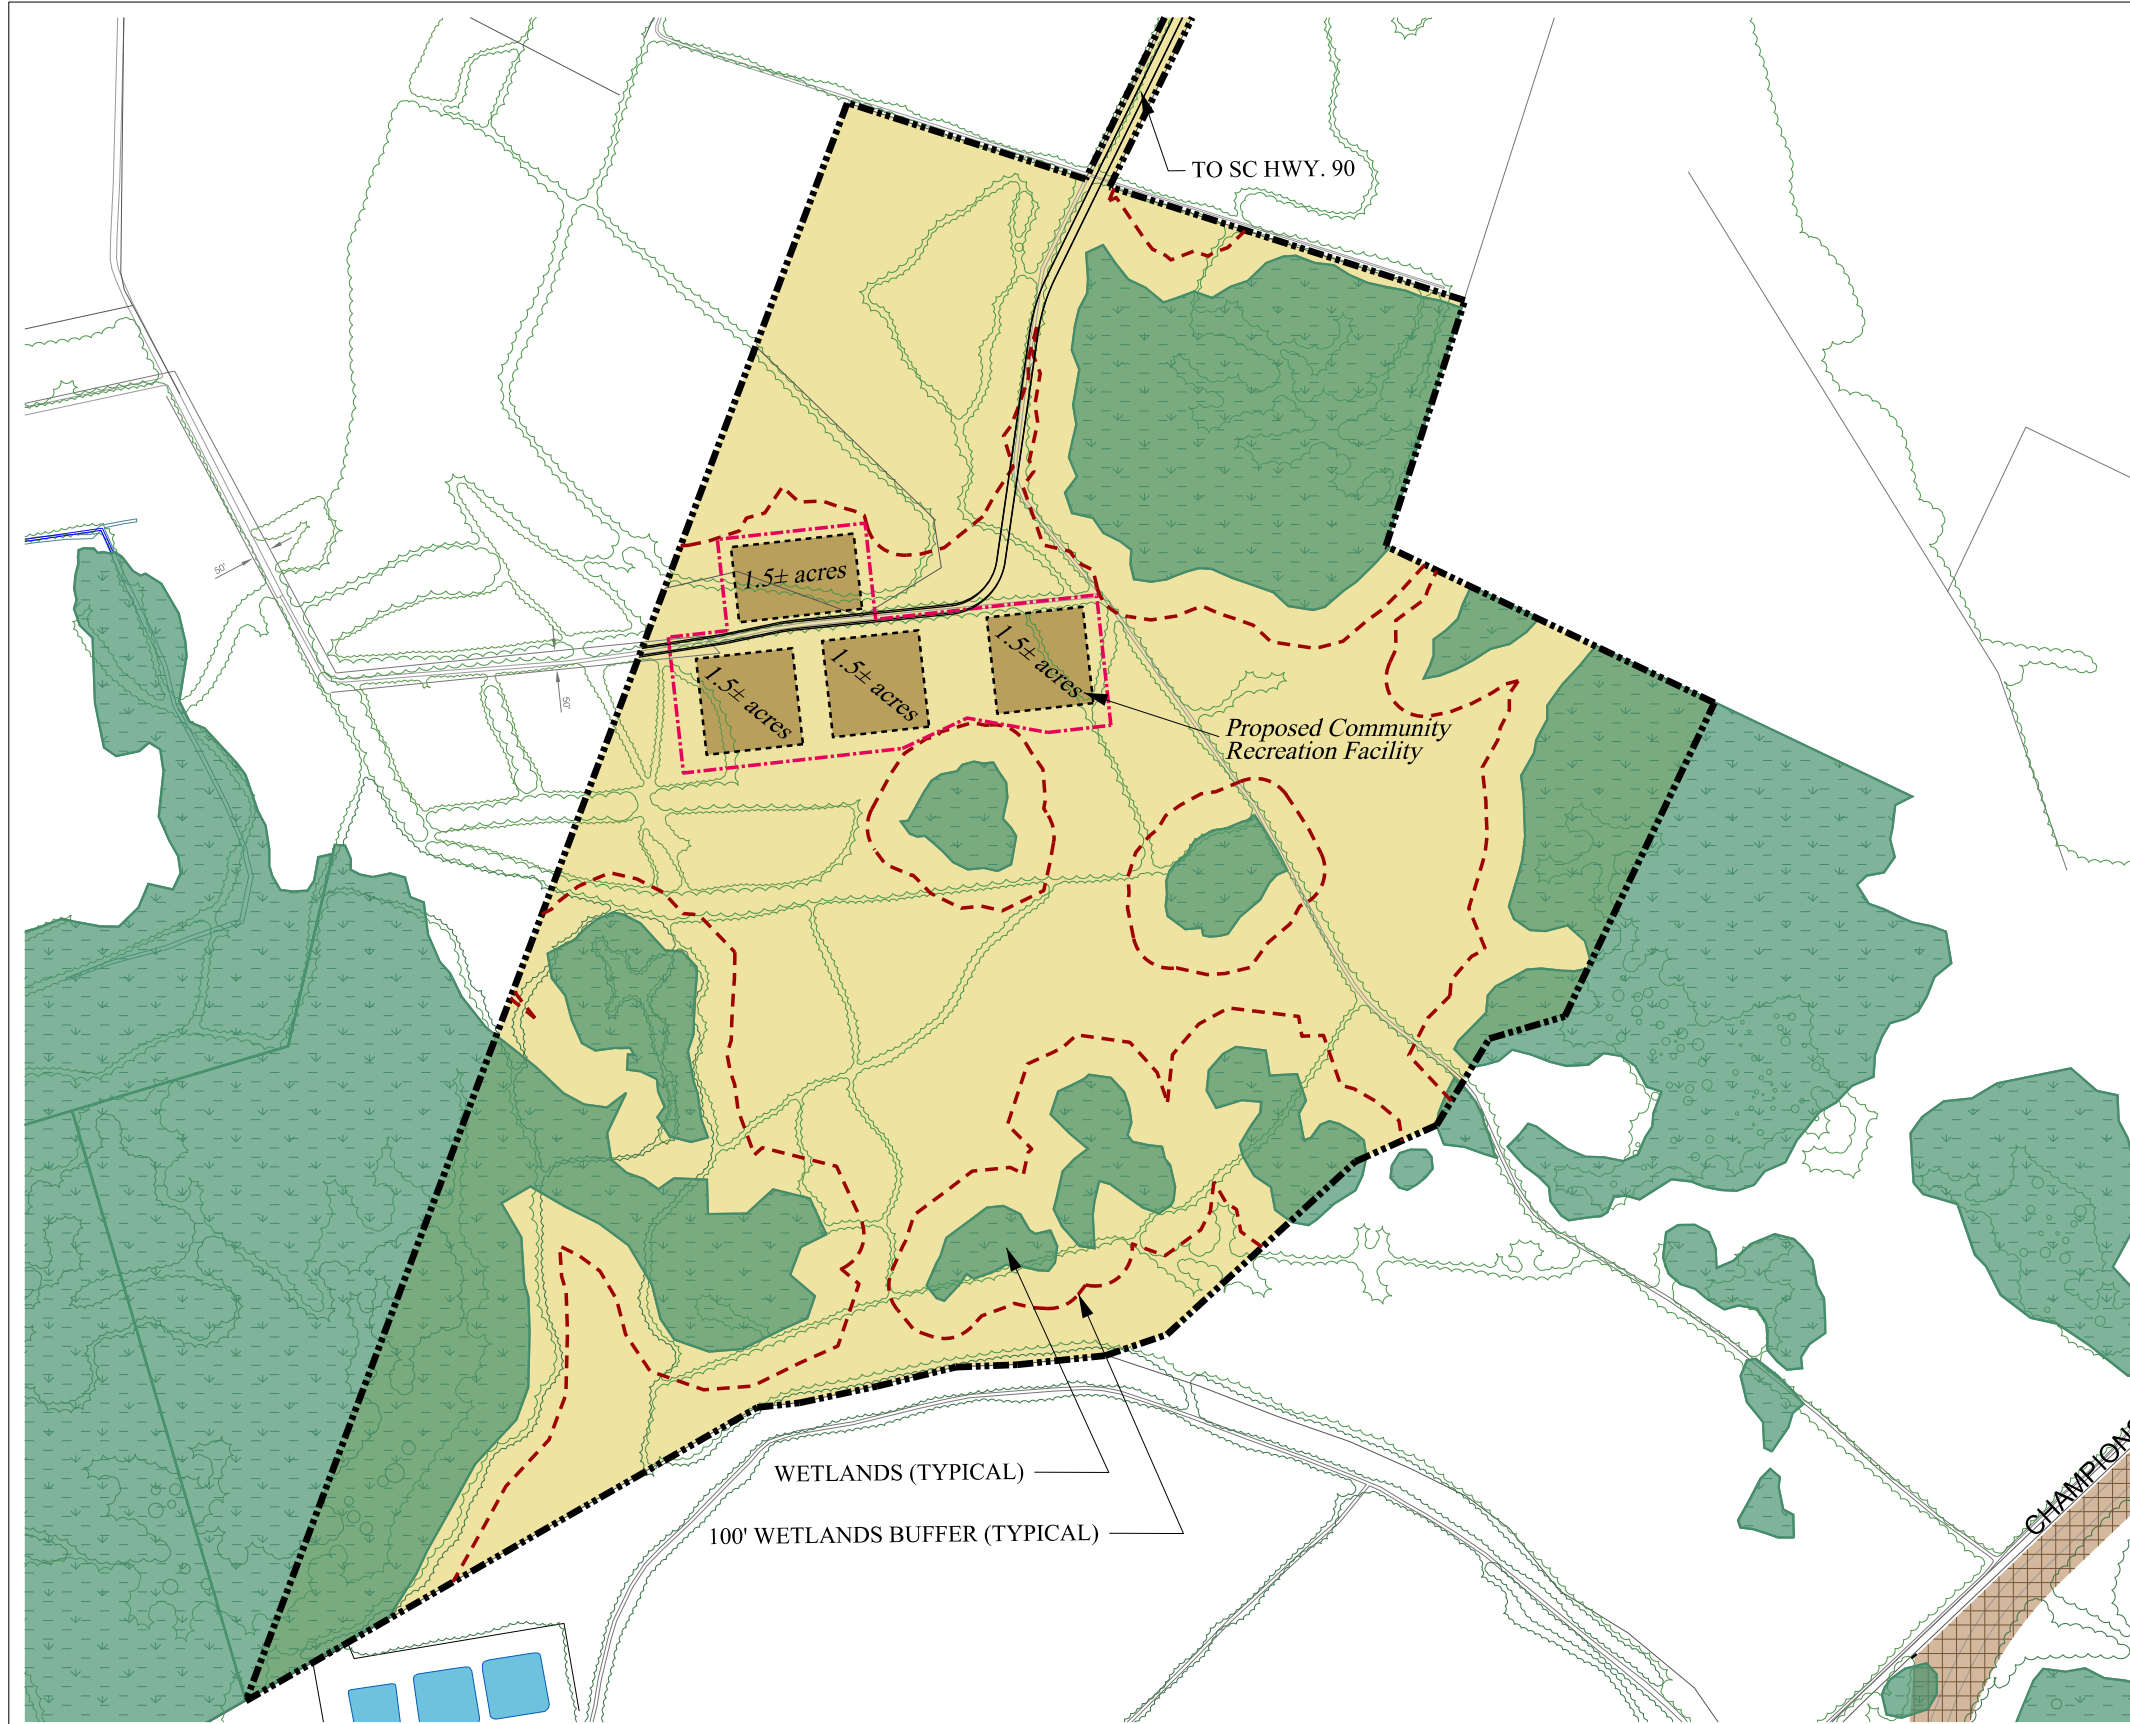 TO SC HWY. 90
50'
50'
1.5± acres
1.5± acres
1.5± acres
1.5± acres
Proposed Community
Recreation Facility
WETLANDS (TYPICAL)
100' WETLANDS BUFFER (TYPICAL)